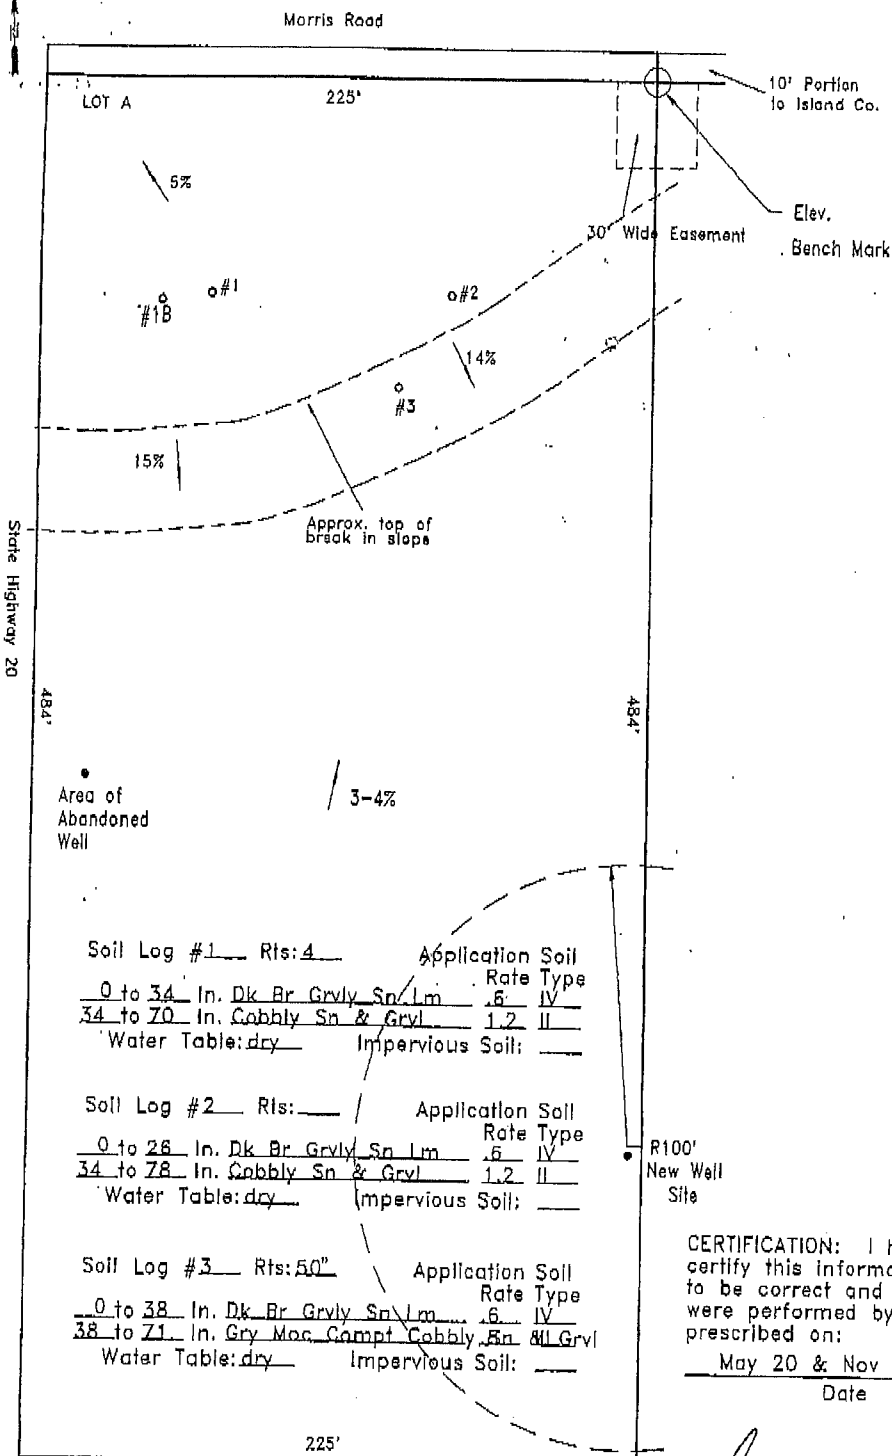 Morris Road
10' Portion
to Island Co.
LOT A
225'
5%
Elev.
Bench Mark
30' Wide Easement
#1
#1B
#2
14%
#3
15%
Approx. top of
break in slope
State Highway 20
484'
484'
Area of
Abandoned
Well
3-4%
Soil Log #1 Rts: 4 Application Soil
Rate Type
0 to 34 In. Dk Br Grvly Sn Lm .6 IV
34 to 70 In. Cobbly Sn & Grvl 1.2 II
Water Table: dry Impervious Soil:
Soil Log #2 Rts: Application Soil
Rate Type
0 to 26 In. Dk Br Grvly Sn Lm .6 IV
34 to 78 In. Cobbly Sn & Grvl 1.2 II
Water Table: dry Impervious Soil:
R100'
New Well
Site
Soil Log #3 Rts: 50" Application Soil
Rate Type
0 to 38 In. Dk Br Grvly Sn Lm .6 IV
38 to 71 In. Gry Moc Compt Cobbly Sn & Grvl
Water Table: dry Impervious Soil:
CERTIFICATION: I
certify this
to be correct and
were performed by
prescribed on:
May 20 & Nov
Date
225'